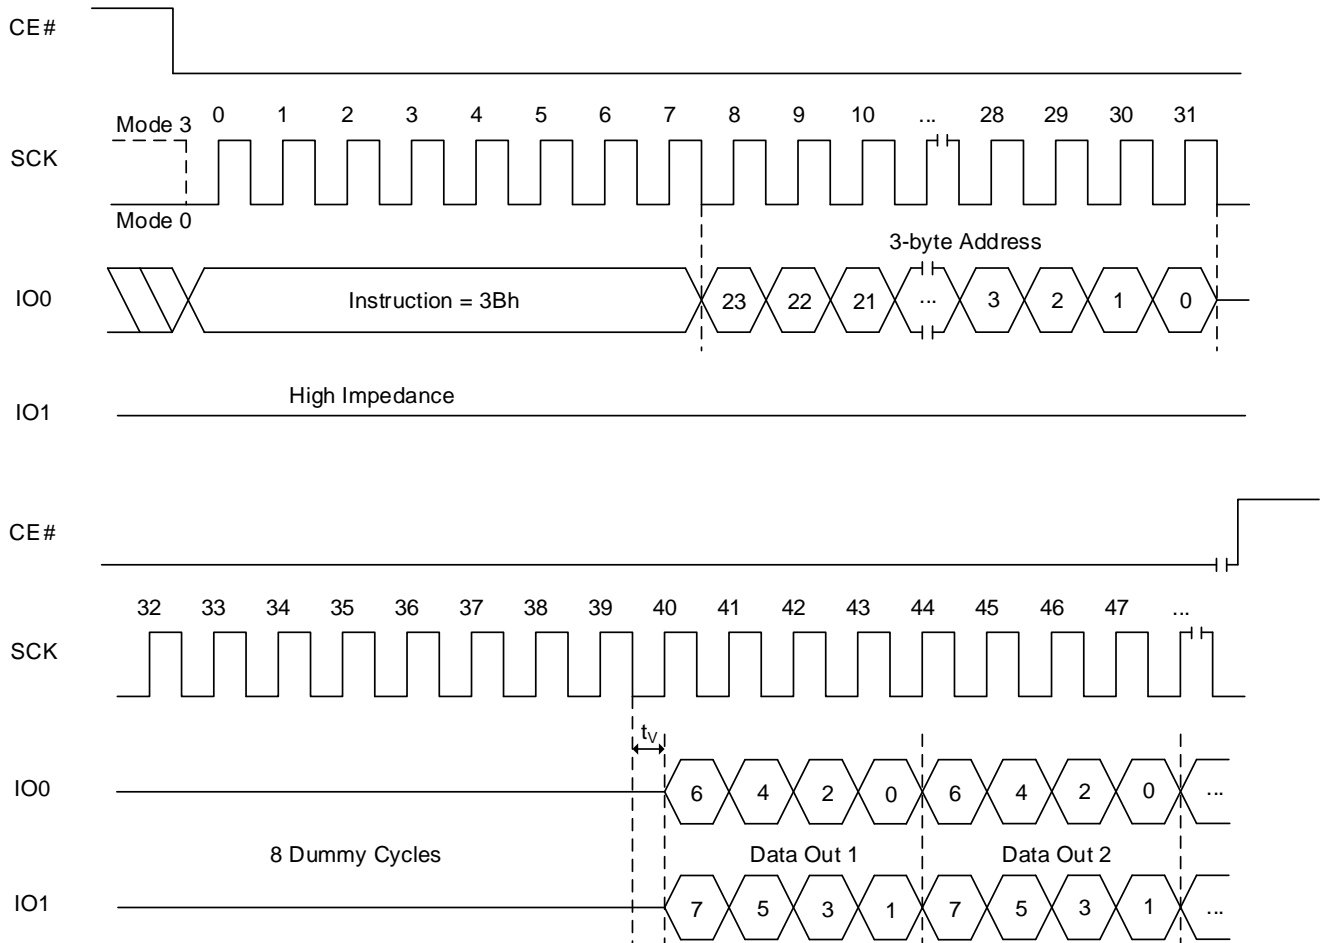 CE#
Mode 3 0 1 2 3 4 5 6 7 8 9 10 ... 28 29 30 31
SCK
Mode 0
3-byte Address
IO0 Instruction = 3Bh 23 22 21 ... 3 2 1 0
High Impedance
IO1
CE#
32 33 34 35 36 37 38 39 40 41 42 43 44 45 46 47 ...
SCK
tV
IO0 6 4 2 0 6 4 2 0 ...
8 Dummy Cycles Data Out 1 Data Out 2
IO1 7 5 3 1 7 5 3 1 ...